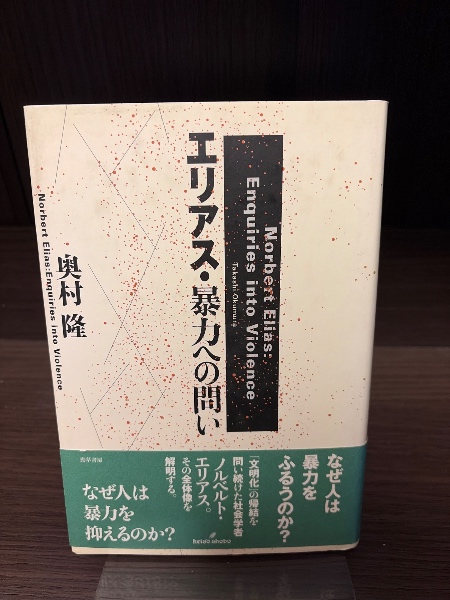 Norbert Elias:
Enquiries into Violence
Takashi Okumura
エリアス・暴力への問い
奥村 隆
Norbert Elias:Enquiries into Violence
なぜ人は
暴力を
ふるうのか?
「文明化」の帰結を
問い続けた社会学者
ノルベルト・
エリアス。
その全体像を
解明する。
なぜ人は
暴力を
抑えるのか?
勁草書房
keiso shobo